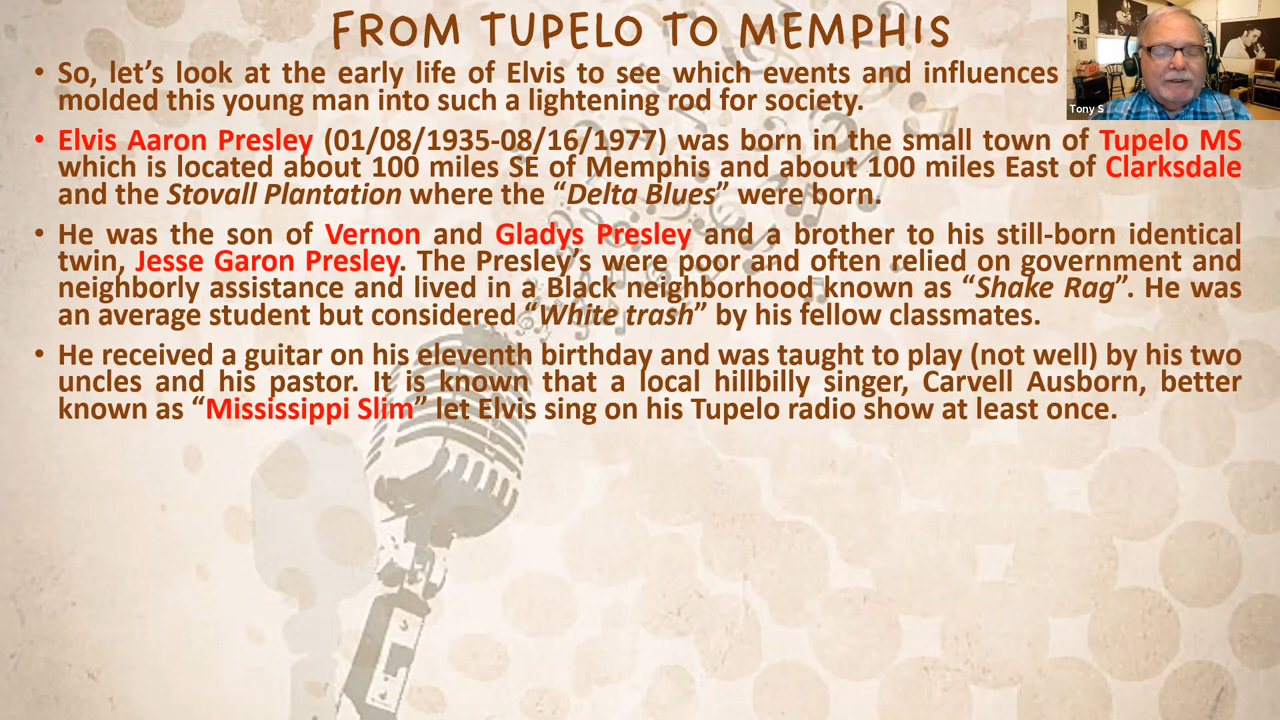 FROM TUPELO TO MEMPHIS
• So, let's look at the early life of Elvis to see which events and influences
molded this young man into such a lightening rod for society.
Tony S
• Elvis Aaron Presley (01/08/1935-08/16/1977) was born in the small town of Tupelo MS
which is located about 100 miles SE of Memphis and about 100 miles East of Clarksdale
and the Stovall Plantation where the “Delta Blues” were born.
• He was the son of Vernon and Gladys Presley and a brother to his still-born identical
twin, Jesse Garon Presley. The Presley's were poor and often relied on government and
neighborly assistance and lived in a Black neighborhood known as “Shake Rag”. He was
an average student but considered “White trash” by his fellow classmates.
• He received a guitar on his eleventh birthday and was taught to play (not well) by his two
uncles and his pastor. It is known that a local hillbilly singer, Carvell Ausborn, better
known as “Mississippi Slim” let Elvis sing on his Tupelo radio show at least once.